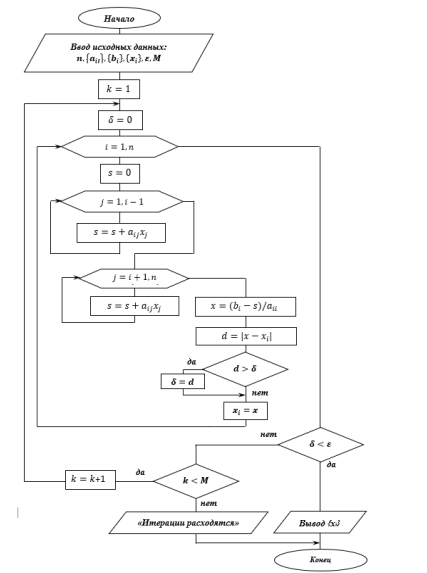 Начало
Ввод исходных данных:
n, {aᵢⱼ}, {bᵢ}, {xᵢ}, ε, M
k = 1
δ = 0
i = 1, n
s = 0
j = 1, i − 1
s = s + aᵢⱼxⱼ
j = i + 1, n
s = s + aᵢⱼxⱼ
x = (bᵢ − s)/aᵢᵢ
d = |x − xᵢ|
да
d > δ
δ = d
нет
xᵢ = x
нет
δ < ε
да
да
k < M
k = k+1
нет
«Итерации расходятся»
Вывод {xᵢ}
Конец